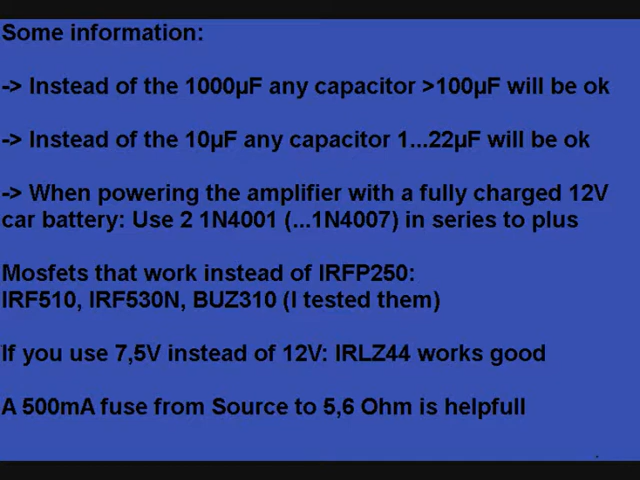 Some information:
-> Instead of the 1000µF any capacitor >100µF will be ok
-> Instead of the 10µF any capacitor 1...22µF will be ok
-> When powering the amplifier with a fully charged 12V
car battery: Use 2 1N4001 (...1N4007) in series to plus
Mosfets that work instead of IRFP250:
IRF510, IRF530N, BUZ310 (I tested them)
If you use 7,5V instead of 12V: IRLZ44 works good
A 500mA fuse from Source to 5,6 Ohm is helpfull